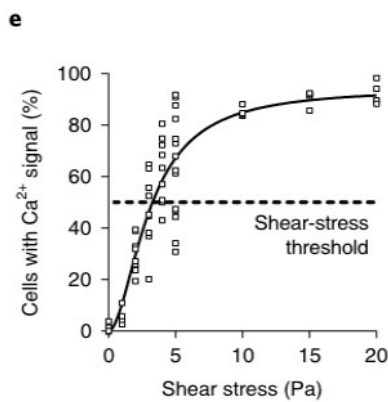 e
100
80
60
40
20
0
Cells with Ca²⁺ signal (%)
Shear-stress
threshold
0 5 10 15 20
Shear stress (Pa)